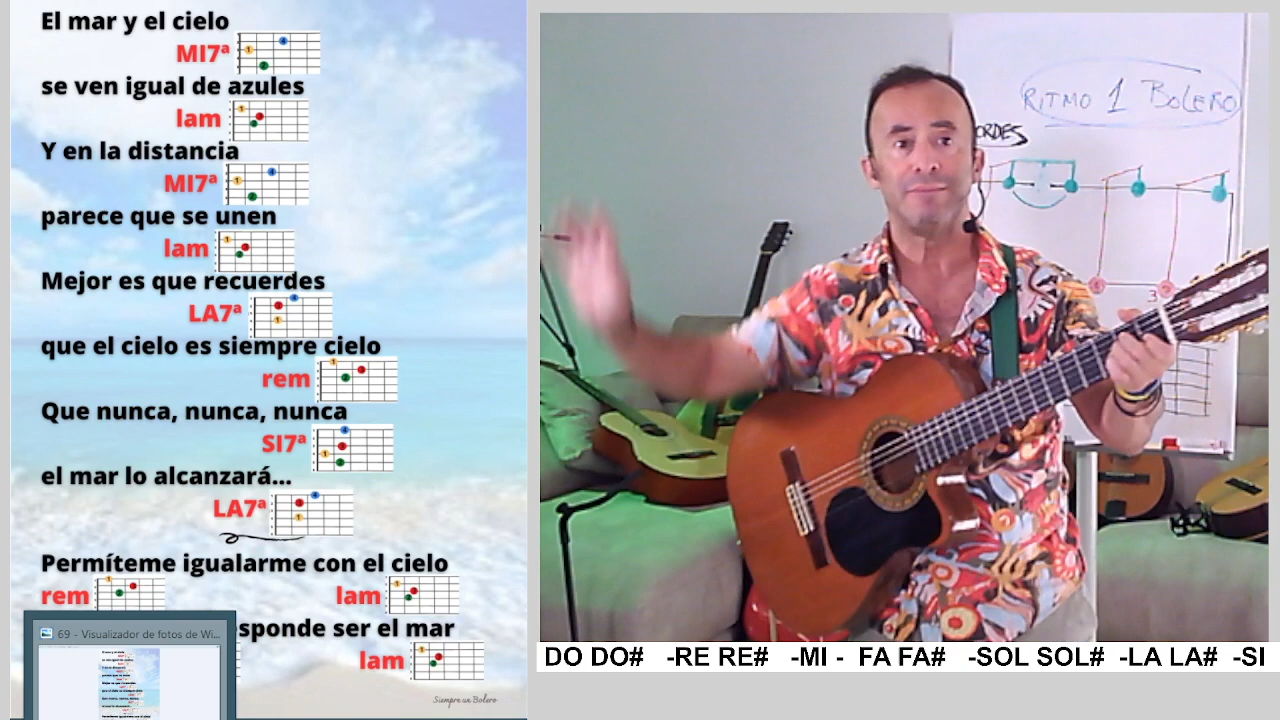 El mar y el cielo
MI7ª
se ven igual de azules
lam
Y en la distancia
MI7ª
parece que se unen
lam
Mejor es que recuerdes
LA7ª
que el cielo es siempre cielo
rem
Que nunca, nunca, nunca
SI7ª
el mar lo alcanzará...
LA7ª
Permíteme igualarme con el cielo
rem lam
sponde ser el mar
lam
Siempre un Bolero
69 - Visualizador de fotos de Wi...
RITMO 1 BOLERO
ORDES
3
DO DO# -RE RE# -MI - FA FA# -SOL SOL# -LA LA# -SI